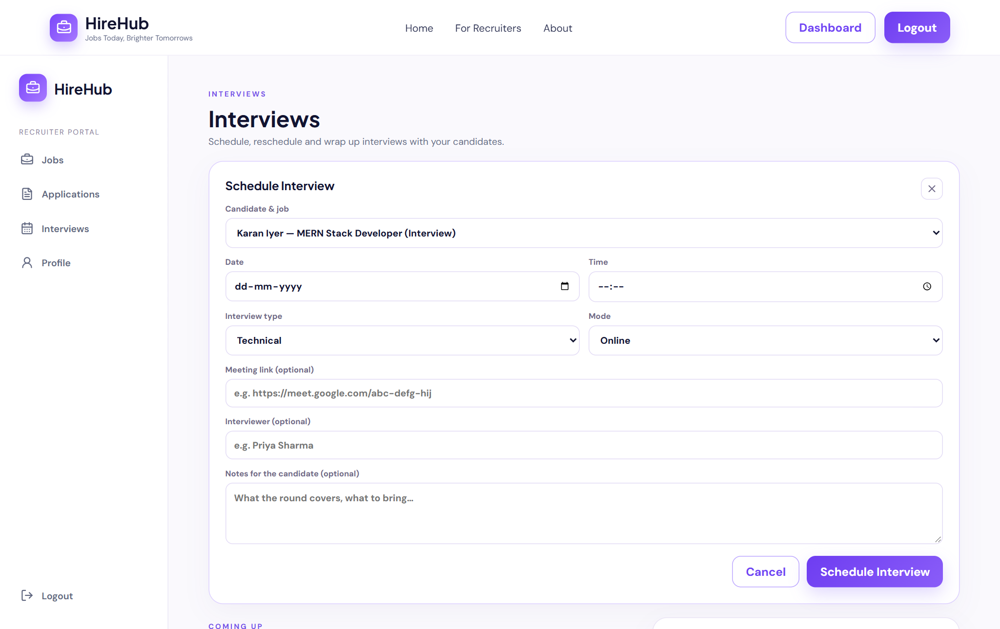 HireHub
Jobs Today, Brighter Tomorrows
Home
For Recruiters
About
Dashboard
Logout
HireHub
RECRUITER PORTAL
Jobs
Applications
Interviews
Profile
Logout
INTERVIEWS
Interviews
Schedule, reschedule and wrap up interviews with your candidates.
Schedule Interview
Candidate & job
Karan Iyer — MERN Stack Developer (Interview)
Date
Time
dd-mm-yyyy
--:--
Interview type
Mode
Technical
Online
Meeting link (optional)
e.g. https://meet.google.com/abc-defg-hij
Interviewer (optional)
e.g. Priya Sharma
Notes for the candidate (optional)
What the round covers, what to bring...
Cancel
Schedule Interview
COMING UP